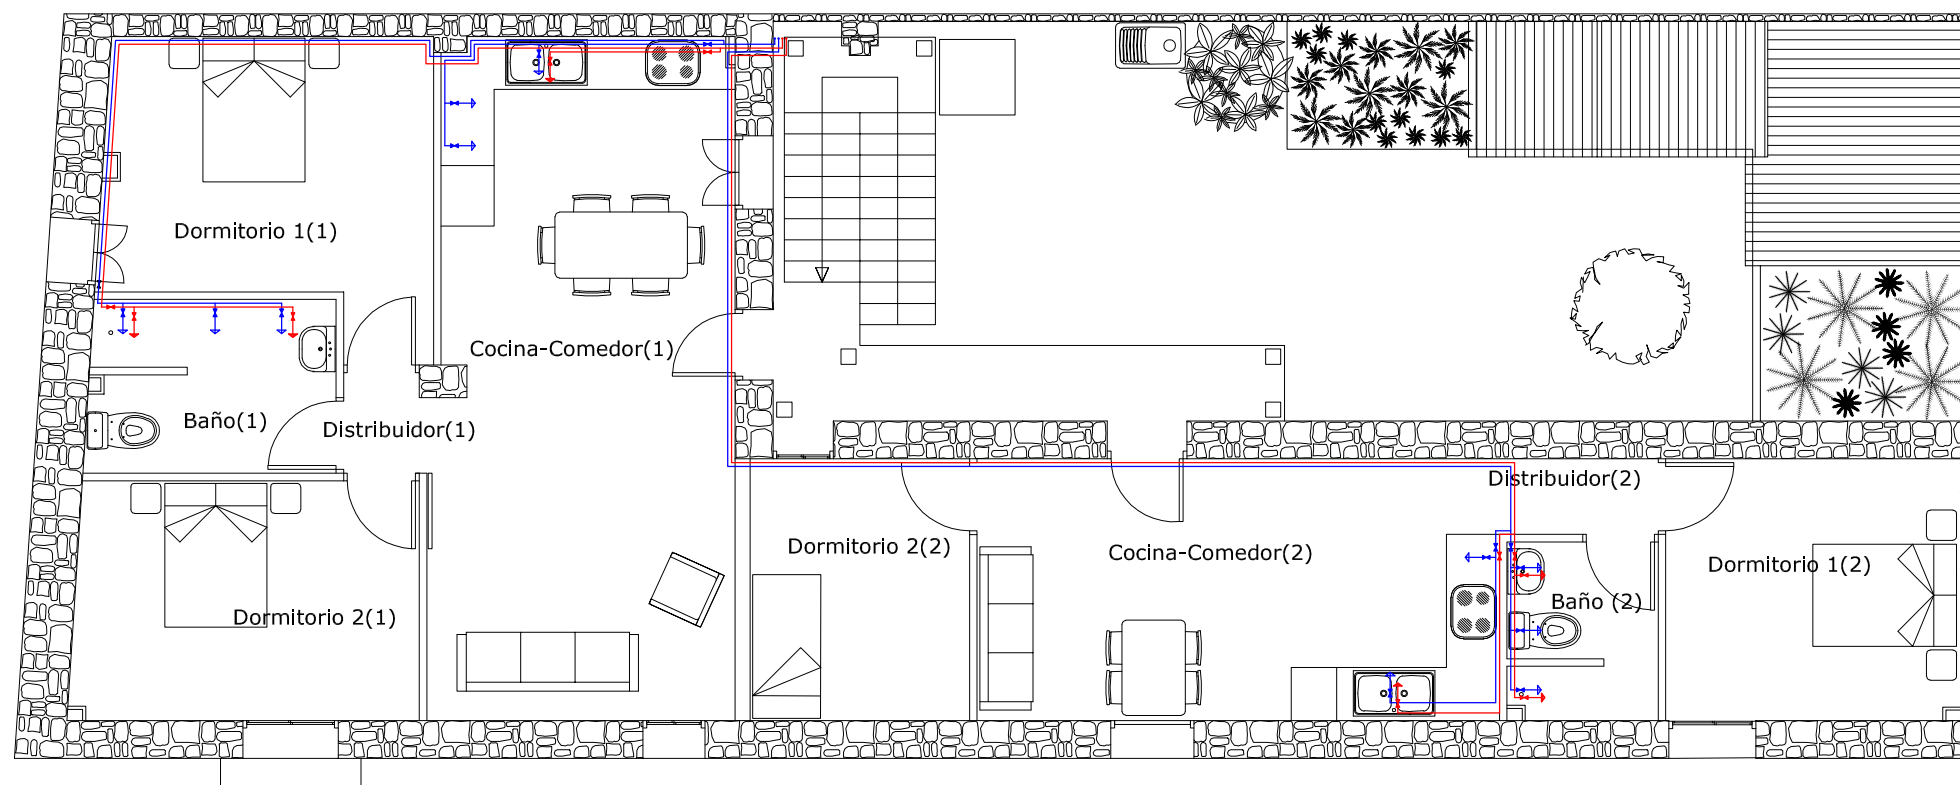 Dormitorio 1(1)
Cocina-Comedor(1)
Baño(1)
Distribuidor(1)
Dormitorio 2(1)
Distribuidor(2)
Dormitorio 2(2)
Cocina-Comedor(2)
Dormitorio 1(2)
Baño (2)